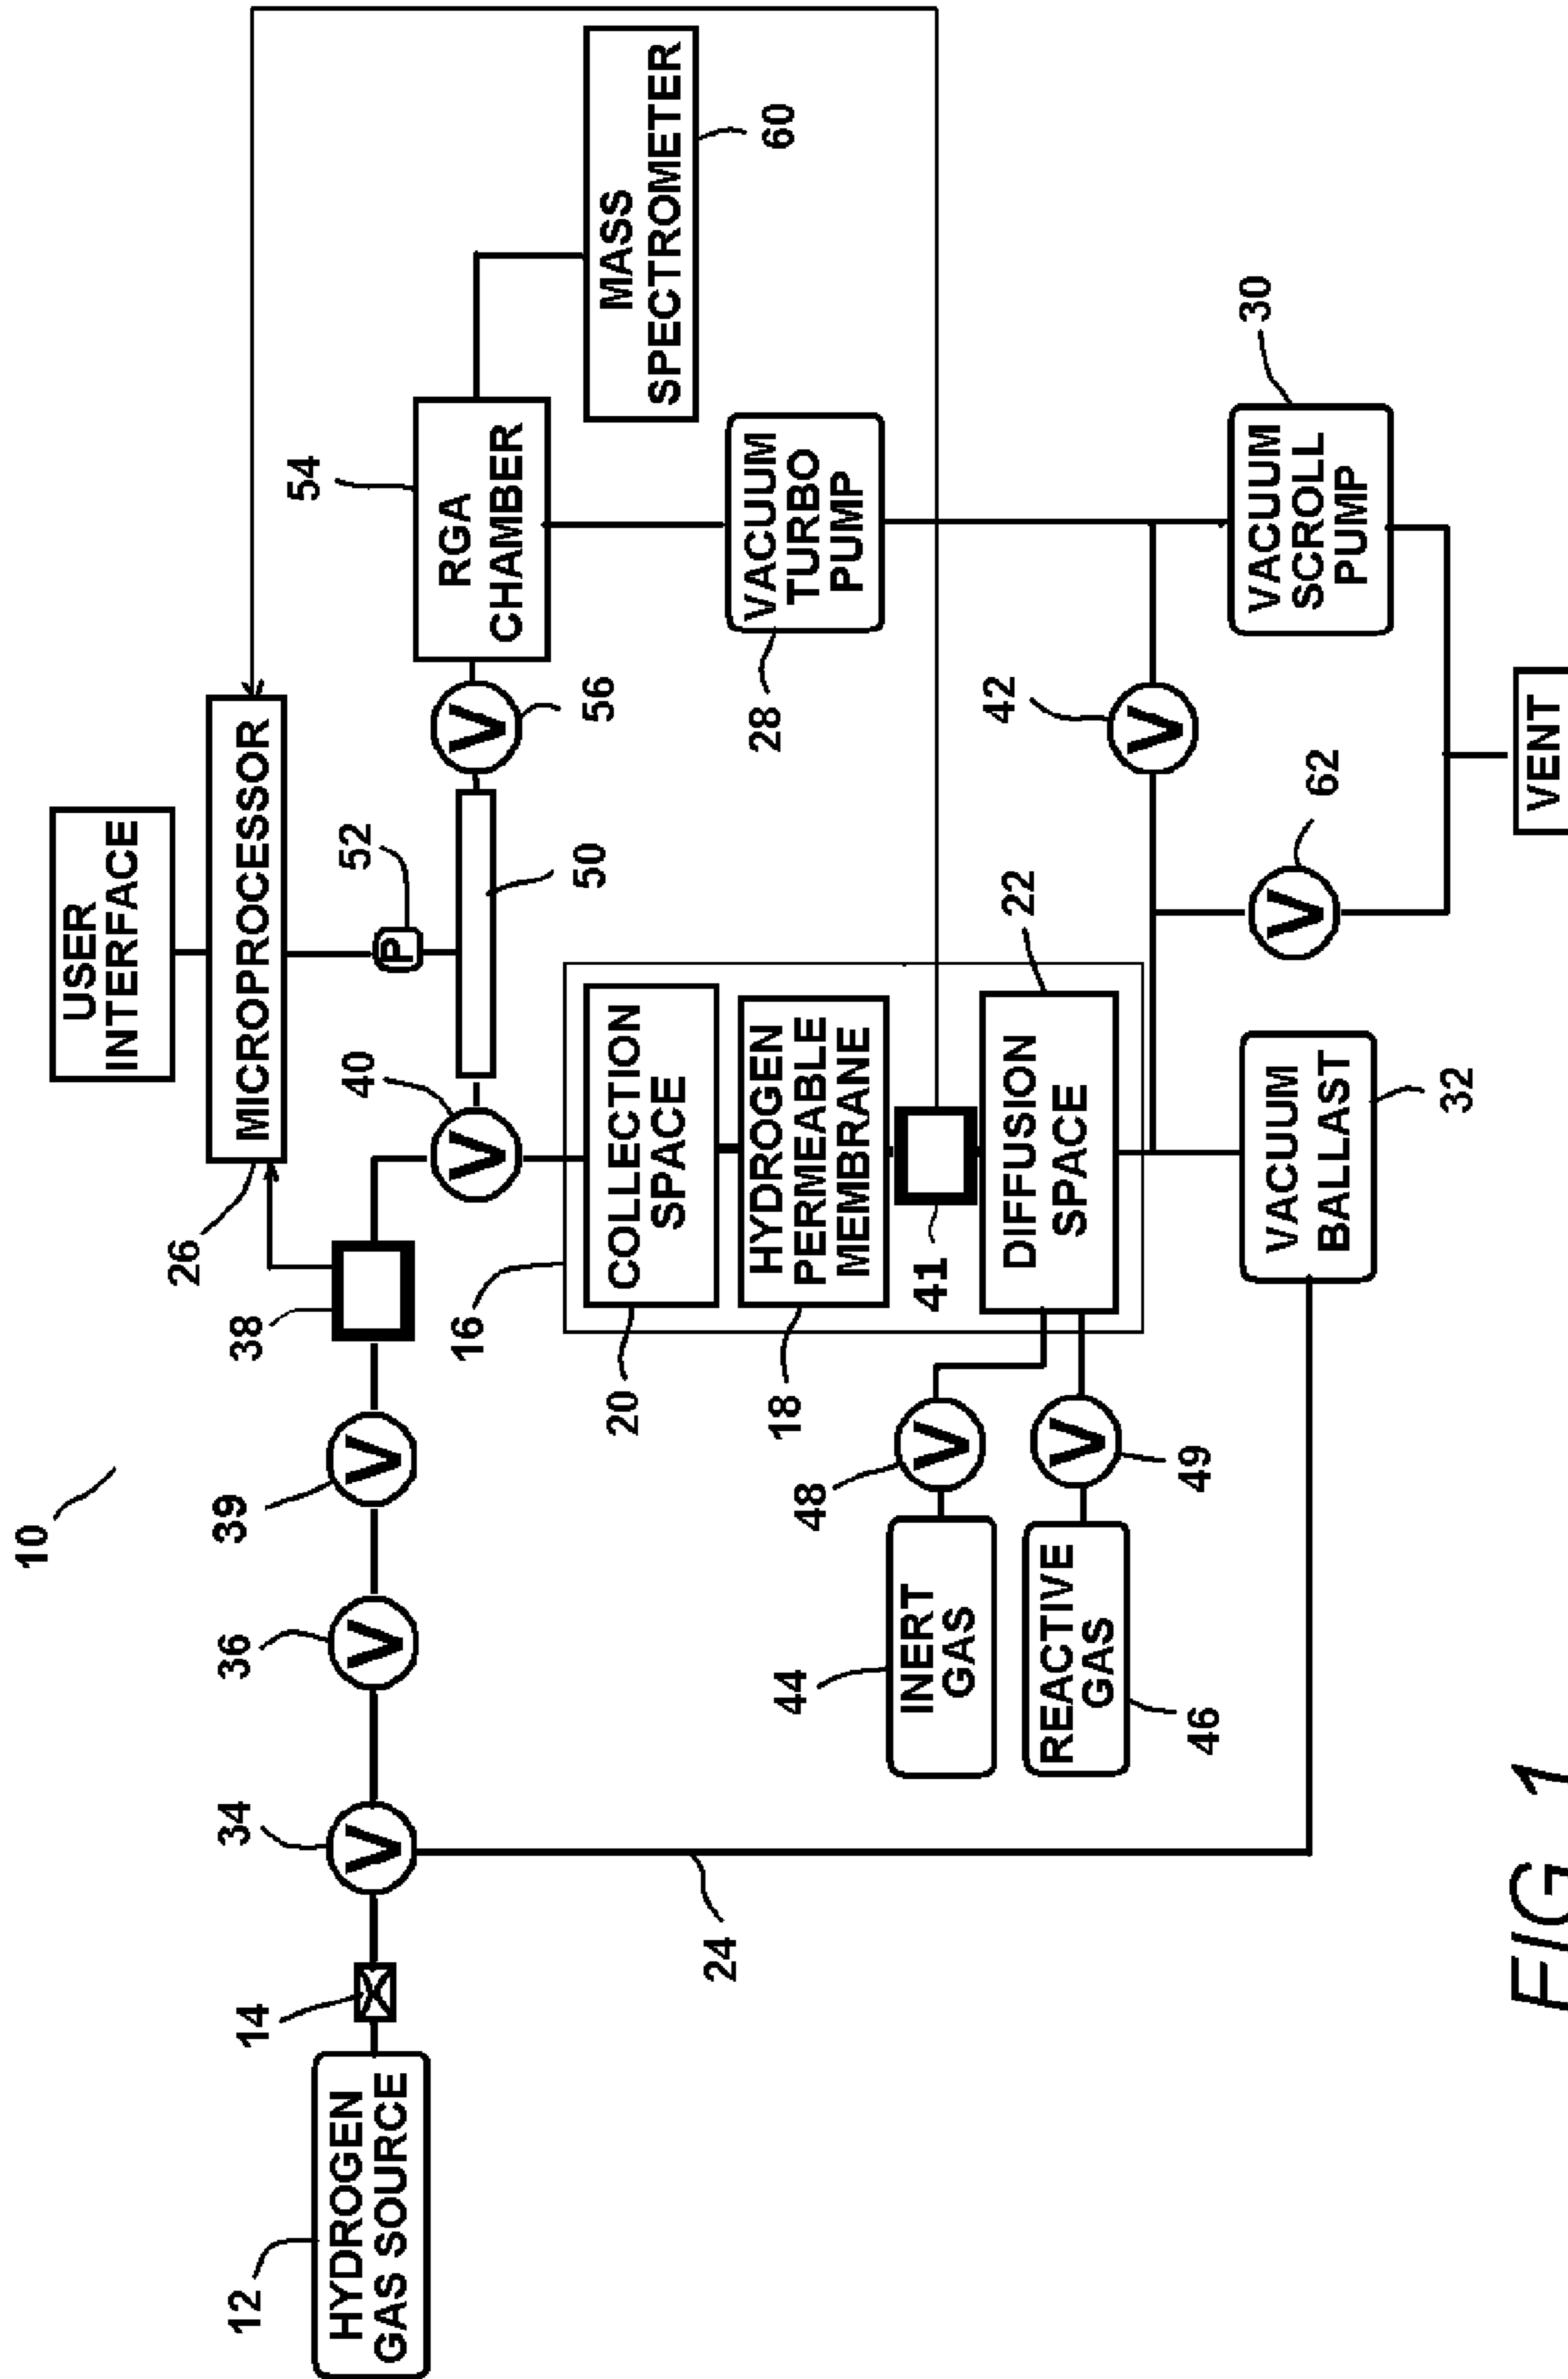 10
USER
INTERFACE
MICROPROCESSOR
26
12
HYDROGEN
GAS SOURCE
14
34
V
36
V
39
V
38
40
V
P
52
50
V
56
54
RGA
CHAMBER
MASS
SPECTROMETER
60
16
20
COLLECTION
SPACE
18
HYDROGEN
PERMEABLE
MEMBRANE
41
22
DIFFUSION
SPACE
24
44
INERT
GAS
48
V
46
REACTIVE
GAS
49
V
28
VACUUM
TURBO
PUMP
42
V
62
V
30
VACUUM
SCROLL
PUMP
VACUUM
BALLAST
32
VENT
FIG 1